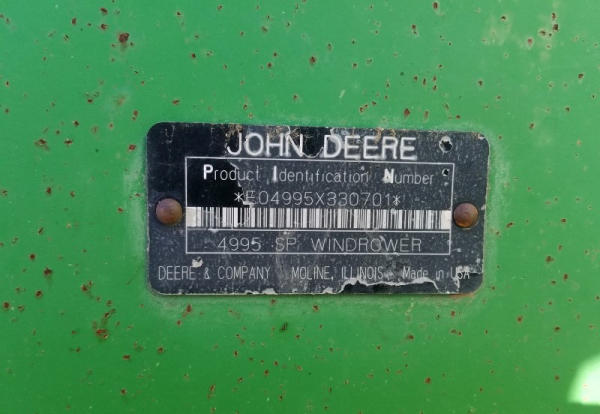 JOHN DEERE
Product Identification Number
*E04995X330701*
4995 SP WINDROWER
DEERE & COMPANY MOLINE, ILLINOIS Made in USA